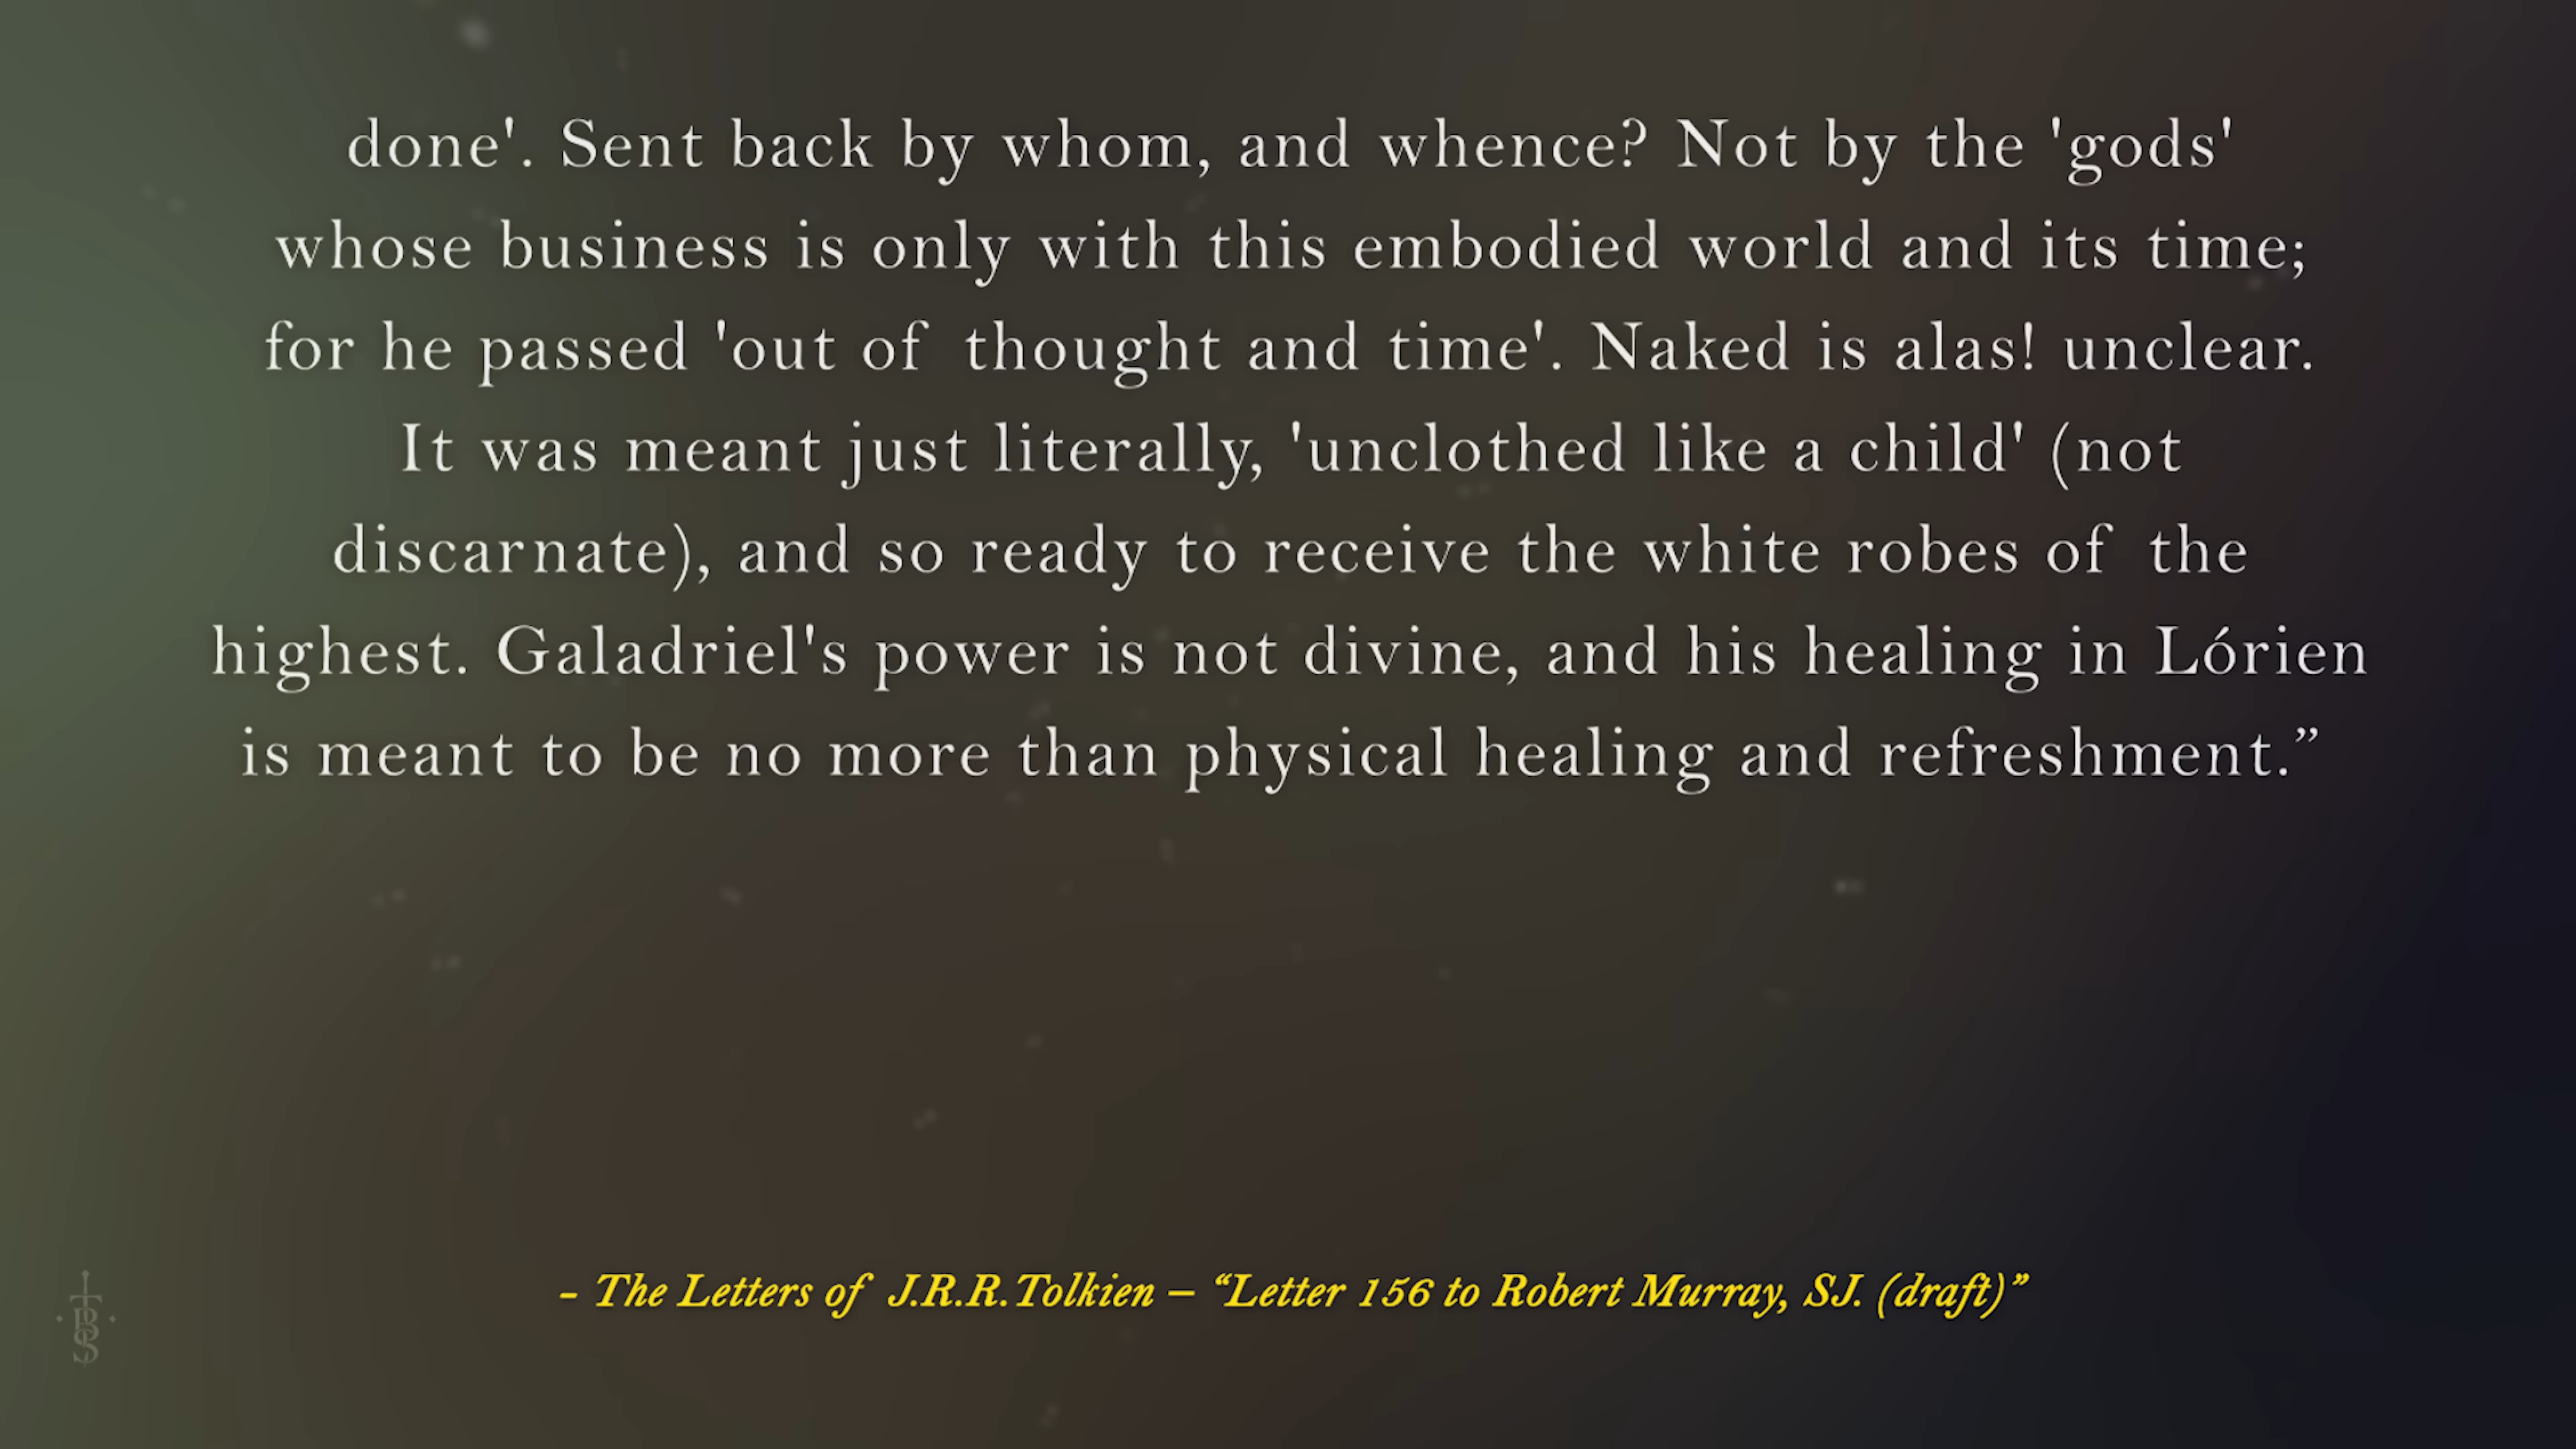 done'. Sent back by whom, and whence? Not by the 'gods'
whose business is only with this embodied world and its time;
for he passed 'out of thought and time'. Naked is alas! unclear.
It was meant just literally, 'unclothed like a child' (not
discarnate), and so ready to receive the white robes of the
highest. Galadriel's power is not divine, and his healing in Lórien
is meant to be no more than physical healing and refreshment.”
- The Letters of J.R.R. Tolkien – “Letter 156 to Robert Murray, SJ. (draft)”